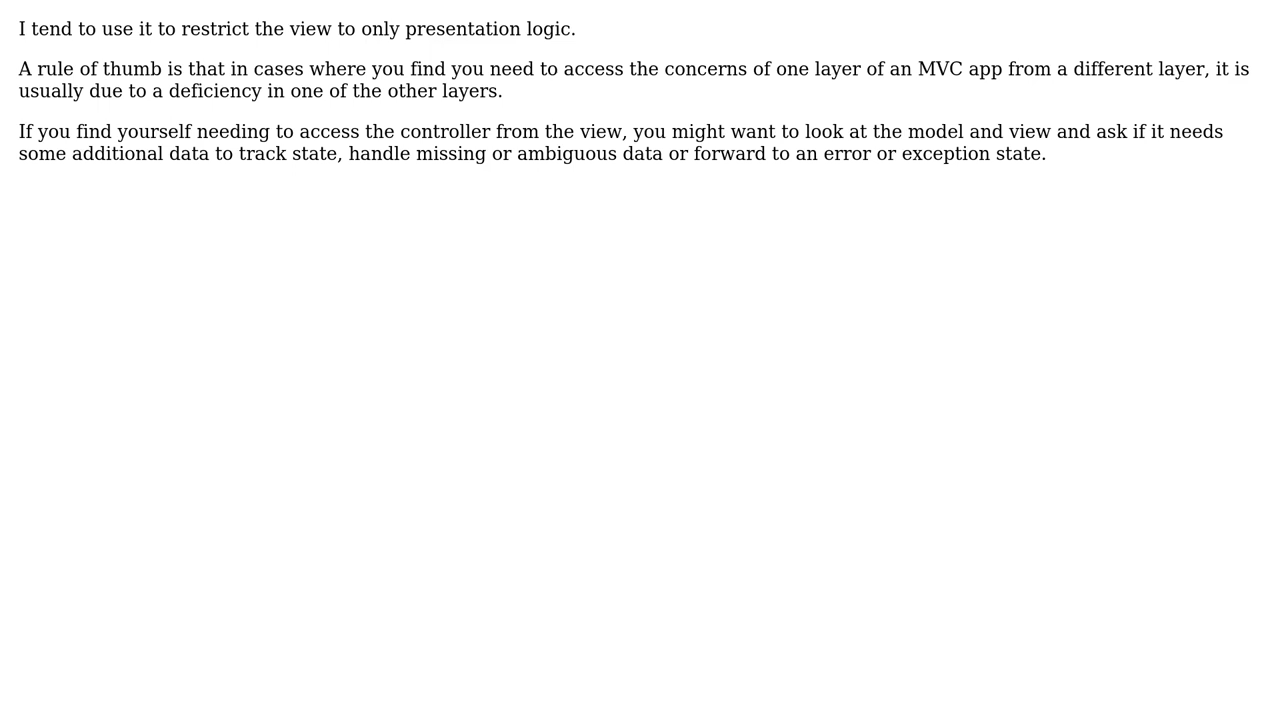 I tend to use it to restrict the view to only presentation logic.
A rule of thumb is that in cases where you find you need to access the concerns of one layer of an MVC app from a different layer, it is
usually due to a deficiency in one of the other layers.
If you find yourself needing to access the controller from the view, you might want to look at the model and view and ask if it needs
some additional data to track state, handle missing or ambiguous data or forward to an error or exception state.